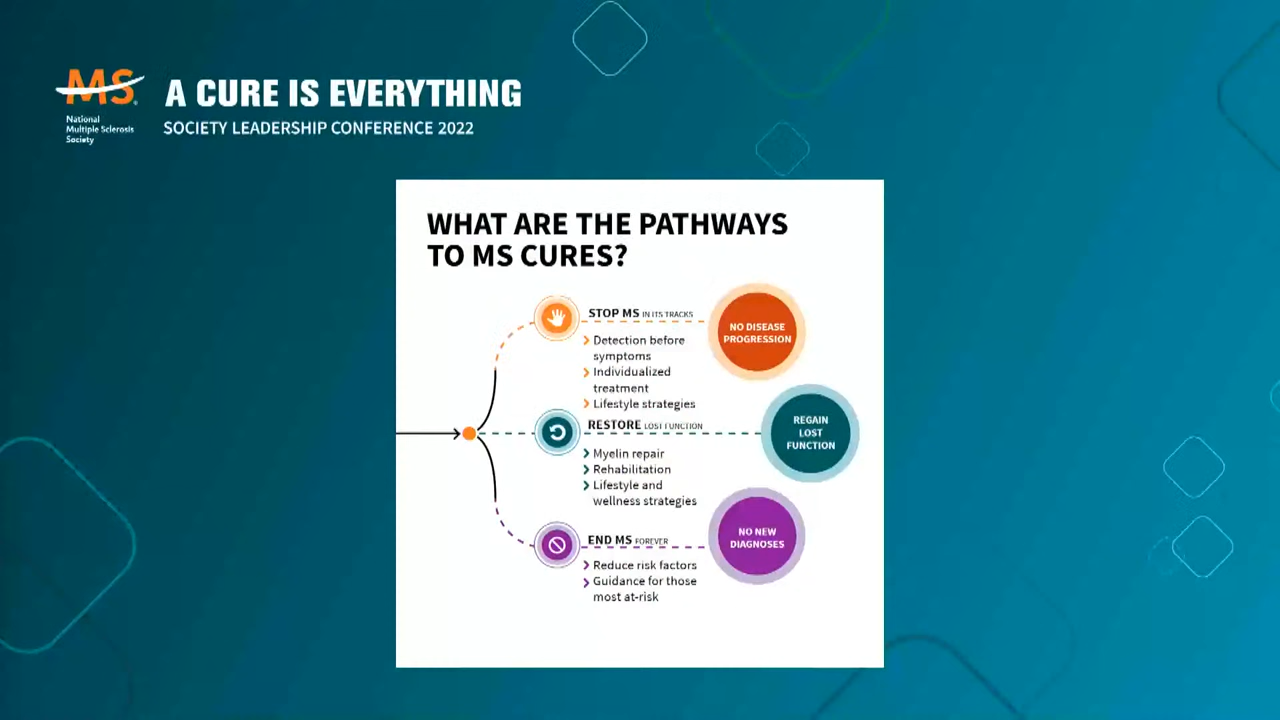 MS
National
Multiple Sclerosis
Society
A CURE IS EVERYTHING
SOCIETY LEADERSHIP CONFERENCE 2022
WHAT ARE THE PATHWAYS
TO MS CURES?
STOP MS IN ITS TRACKS
Detection before
symptoms
Individualized
treatment
Lifestyle strategies
NO DISEASE
PROGRESSION
RESTORE LOST FUNCTION
Myelin repair
Rehabilitation
Lifestyle and
wellness strategies
REGAIN
LOST
FUNCTION
END MS FOREVER
Reduce risk factors
Guidance for those
most at-risk
NO NEW
DIAGNOSES